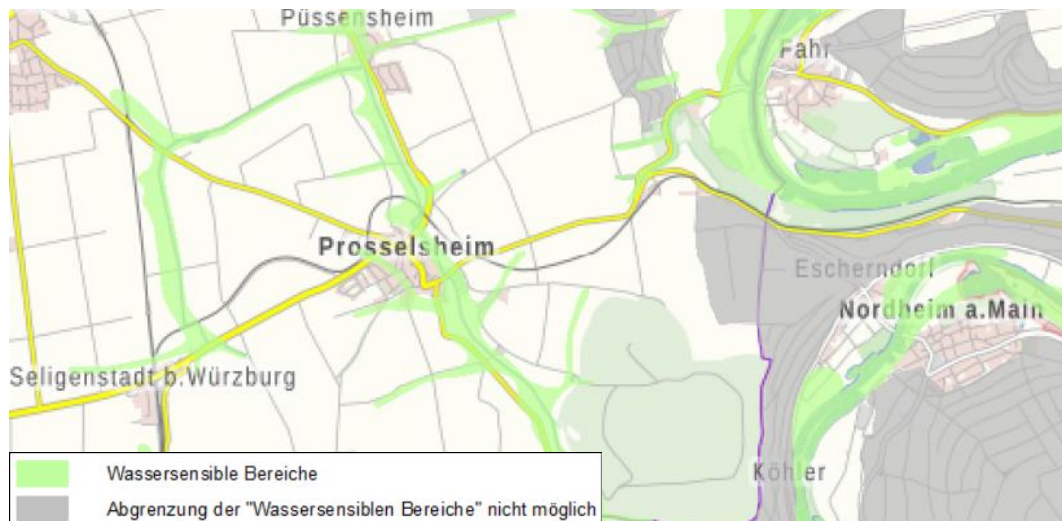 Püssensheim
Fahr
Prosselsheim
Escherndorf
Nordheim a.Main
Seligenstadt b.Würzburg
Köhler
Wassersensible Bereiche
Abgrenzung der "Wassersensiblen Bereiche" nicht möglich